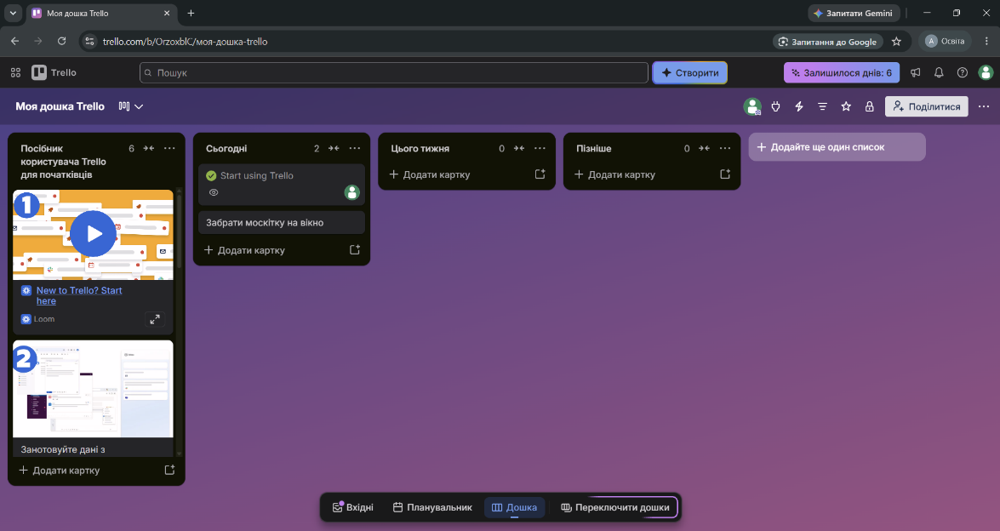 Моя дошка Trello
Запитати Gemini
trello.com/b/OrzoxblC/моя-дошка-trello
Запитання до Google
A
Освіта
Trello
Пошук
Створити
Залишилося днів: 6
Моя дошка Trello
Поділитися
Посібник
користувача Trello
для початківців
6
1
New to Trello? Start
here
Loom
2
Занотовуйте дані з
Додати картку
Сьогодні
2
Start using Trello
Забрати москітку на вікно
Додати картку
Цього тижня
0
Додати картку
Пізніше
0
Додати картку
Додайте ще один список
Вхідні
Планувальник
Дошка
Переключити дошки